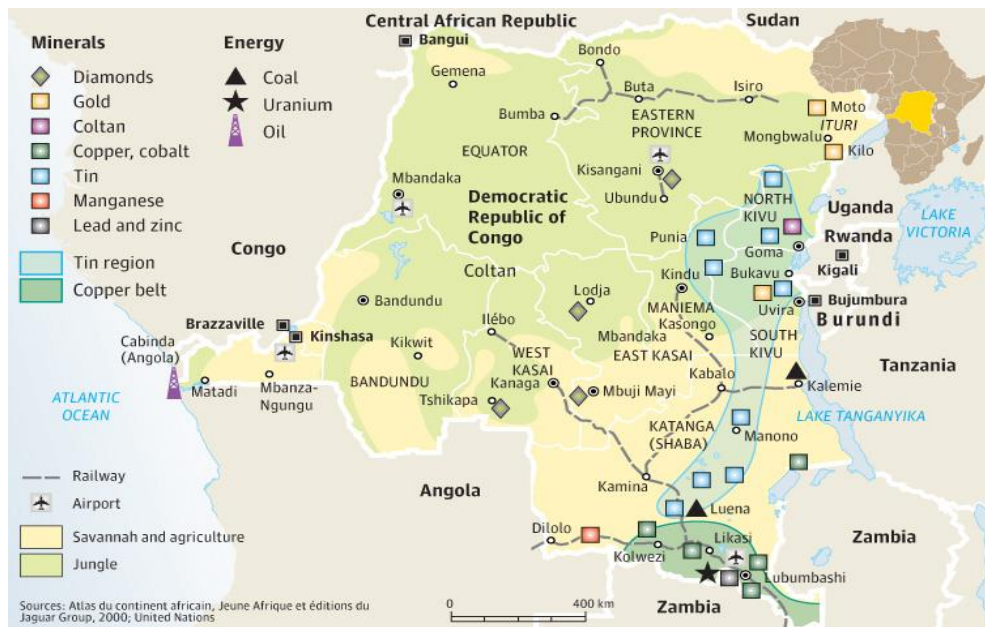 Minerals
Diamonds
Gold
Coltan
Copper, cobalt
Tin
Manganese
Lead and zinc
Tin region
Copper belt
Energy
Coal
Uranium
Oil
Central African Republic
Bangui
Sudan
Bondo
Gemena
Buta
Isiro
Bumba
EASTERN
PROVINCE
Moto
ITURI
Mongbwalu
Kilo
EQUATOR
Kisangani
Mbandaka
Ubundu
Democratic
Republic of
Congo
NORTH
KIVU
Uganda
LAKE
VICTORIA
Congo
Punia
Goma
Rwanda
Kigali
Coltan
Kindu
Bukavu
Bandundu
Lodja
MANIEMA
Uvira
Bujumbura
Burundi
Brazzaville
Kinshasa
Ilébo
Mbandaka
Kasongo
SOUTH
KIVU
Cabinda
(Angola)
Kikwit
WEST
KASAI
EAST KASAI
Tanzania
Matadi
Mbanza-
Ngungu
BANDUNDU
Kanaga
Mbuji Mayi
Kabalo
Kalemie
ATLANTIC
OCEAN
Tshikapa
LAKE TANGANYIKA
KATANGA
(SHABA)
Manono
Railway
Airport
Savannah and agriculture
Jungle
Angola
Kamina
Luena
Dilolo
Kolwezi
Likasi
Lubumbashi
Zambia
Zambia
Sources: Atlas du continent africain, Jeune Afrique et éditions du
Jaguar Group, 2000; United Nations
0
400 km